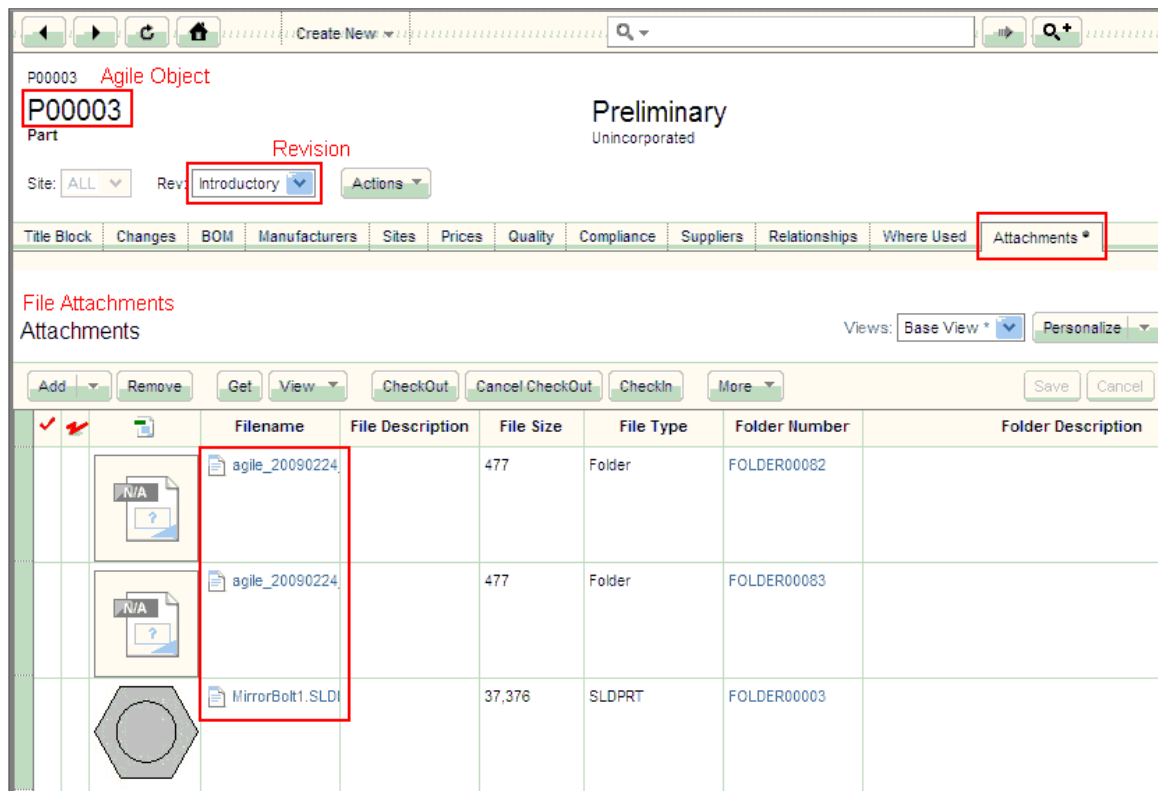 Create New
P00003 Agile Object
P00003 Preliminary
Part Unincorporated
Revision
Site: ALL Rev: Introductory Actions
Title Block Changes BOM Manufacturers Sites Prices Quality Compliance Suppliers Relationships Where Used Attachments *
File Attachments
Attachments Views: Base View * Personalize
Add Remove Get View CheckOut Cancel CheckOut CheckIn More Save Cancel
Filename File Description File Size File Type Folder Number Folder Description
agile_20090224_ 477 Folder FOLDER00082
N/A
?
agile_20090224_ 477 Folder FOLDER00083
N/A
?
MirrorBolt1.SLD 37,376 SLDPRT FOLDER00003